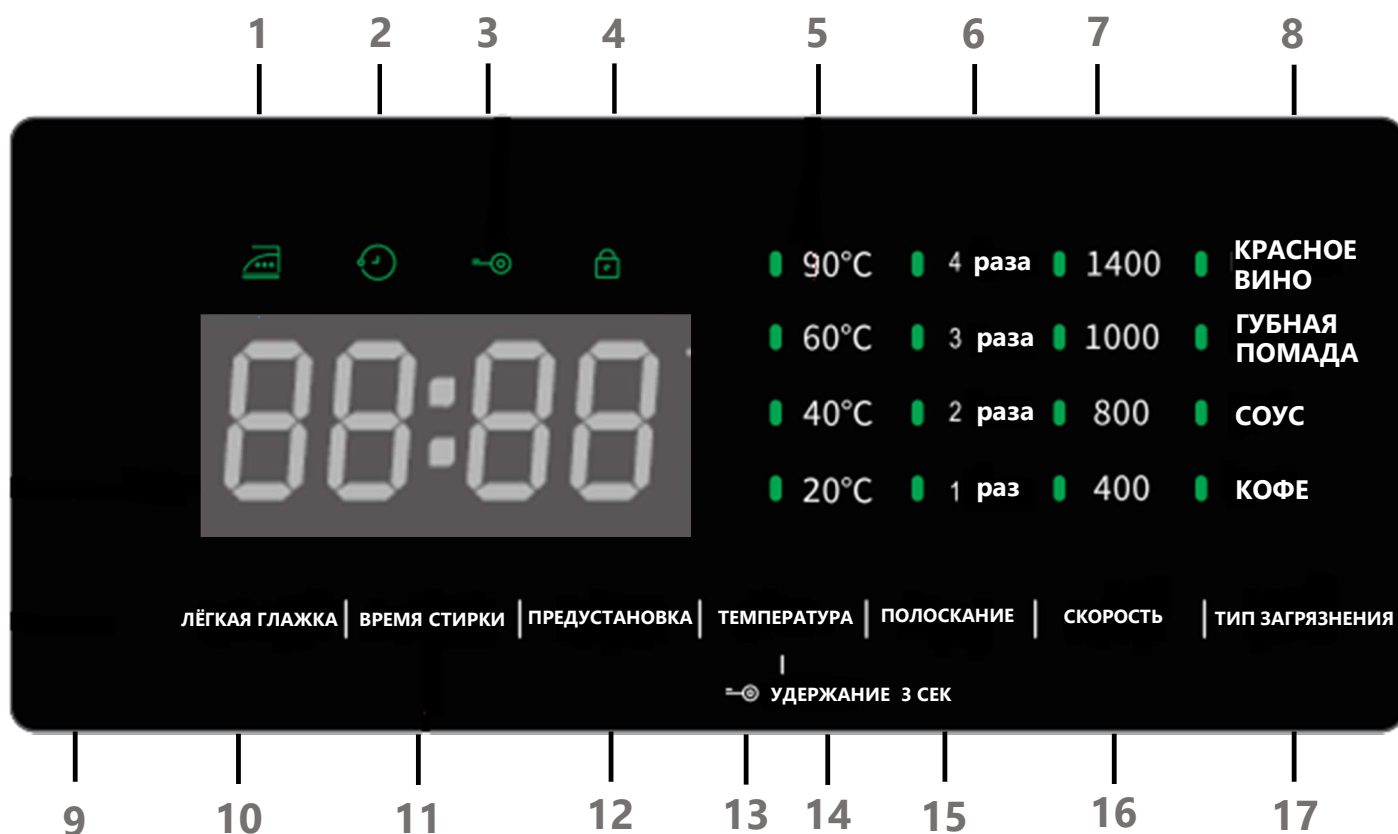 1 2 3 4 5 6 7 8
90°C 4 раза 1400 КРАСНОЕ ВИНО
88:88
60°C 3 раза 1000 ГУБНАЯ ПОМАДА
40°C 2 раза 800 СОУС
20°C 1 раз 400 КОФЕ
ЛЁГКАЯ ГЛАЖКА ВРЕМЯ СТИРКИ ПРЕДУСТАНОВКА ТЕМПЕРАТУРА ПОЛОСКАНИЕ СКОРОСТЬ ТИП ЗАГРЯЗНЕНИЯ
УДЕРЖАНИЕ 3 СЕК
9 10 11 12 13 14 15 16 17